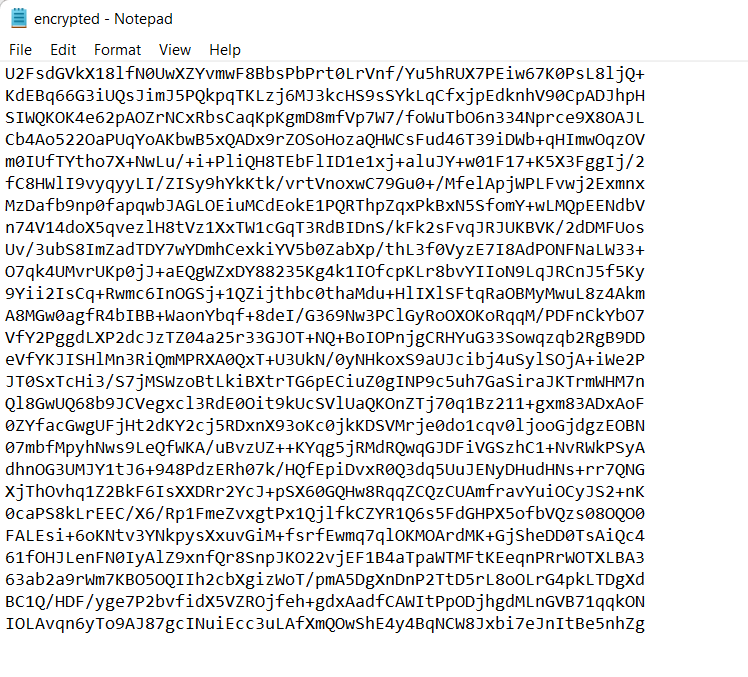 encrypted - Notepad
File Edit Format View Help
U2FsdGVkX18lfN0UwXZYvmwF8BbsPbPrt0LrVnf/Yu5hRUX7PEiw67K0PsL8ljQ+
KdEBq66G3iUQsJimJ5PQkpqTKLzj6MJ3kcHS9sSYkLqCfxjpEdknhV90CpADJhpH
SIWQKOK4e62pAOZrNCxRbsCaqKpKgmD8mfVp7W7/foWuTbO6n334Nprce9X8OAJL
Cb4Ao522OaPUqYoAKbwB5xQADx9rZOSoHozaQHWCsFud46T39iDWb+qHImwOqzOV
m0IUfTYtho7X+NwLu/+i+PliQH8TEbFlID1e1xj+aluJY+w01F17+K5X3FggIj/2
fC8HWlI9vyqyyLI/ZISy9hYkKtk/vrtVnoxwC79Gu0+/MfelApjWPLFvwj2Exmnx
MzDafb9np0fapqwbJAGLOEiuMCdEokE1PQRThpZqxPkBxN5SfomY+wLMQpEENdbV
n74V14doX5qvezlH8tVz1XxTW1cGqT3RdBIDnS/kFk2sFvqJRJUKBVK/2dDMFUos
Uv/3ubS8ImZadTDY7wYDmhCexkiYV5b0ZabXp/thL3f0VyzE7I8AdPONFNaLW33+
O7qk4UMvrUKp0jJ+aEQgWZxDY88235Kg4k1IOfcpKLr8bvYIIoN9LqJRCnJ5f5Ky
9Yii2IsCq+Rwmc6InOGSj+1QZijthbc0thaMdu+HlIXlSFtqRaOBMyMwuL8z4Akm
A8MGw0agfR4bIBB+WaonYbqf+8deI/G369Nw3PClGyRoOXOKoRqqM/PDFnCkYbO7
VfY2PggdLXP2dcJzTZ04a25r33GJOT+NQ+BoIOPnjgCRHYuG33Sowqzqb2RgB9DD
eVfYKJISHlMn3RiQmMPRXA0QxT+U3UkN/0yNHkoxS9aUJcibj4uSylSOjA+iWe2P
JT0SxTcHi3/S7jMSWzoBtLkiBXtrTG6pECiuZ0gINP9c5uh7GaSiraJKTrmWHM7n
Ql8GwUQ68b9JCVegxcl3RdE0Oit9kUcSVlUaQKOnZTj70q1Bz211+gxm83ADxAoF
0ZYfacGwgUFjHt2dKY2cj5RDxnX93oKc0jkKDSVMrje0do1cqv0ljooGjdgzEOBN
07mbfMpyhNws9LeQfWKA/uBvzUZ++KYqg5jRMdRQwqGJDFiVGSzhC1+NvRWkPSyA
dhnOG3UMJY1tJ6+948PdzERh07k/HQfEpiDvxR0Q3dq5UuJENyDHudHNs+rr7QNG
XjThOvhq1Z2BkF6IsXXDRr2YcJ+pSX60GQHw8RqqZCQzCUAmfravYuiOCyJS2+nK
0caPS8kLrEEC/X6/Rp1FmeZvxgtPx1QjlfkCZYR1Q6s5FdGHPX5ofbVQzs08OQO0
FALEsi+6oKNtv3YNkpysXxuvGiM+fsrfEwmq7qlOKMOArdMK+GjSheDD0TsAiQc4
61fOHJLenFN0IyAlZ9xnfQr8SnpJKO22vjEF1B4aTpaWTMFtKEeqnPRrWOTXLBA3
63ab2a9rWm7KBO5OQIIh2cbXgizWoT/pmA5DgXnDnP2TtD5rL8oOLrG4pkLTDgXd
BC1Q/HDF/yge7P2bvfidX5VZROjfeh+gdxAadfCAWItPpODjhgdMLnGVB71qqkON
IOLAvqn6yTo9AJ87gcINuiEcc3uLAfXmQOwShE4y4BqNCW8Jxbi7eJnItBe5nhZg